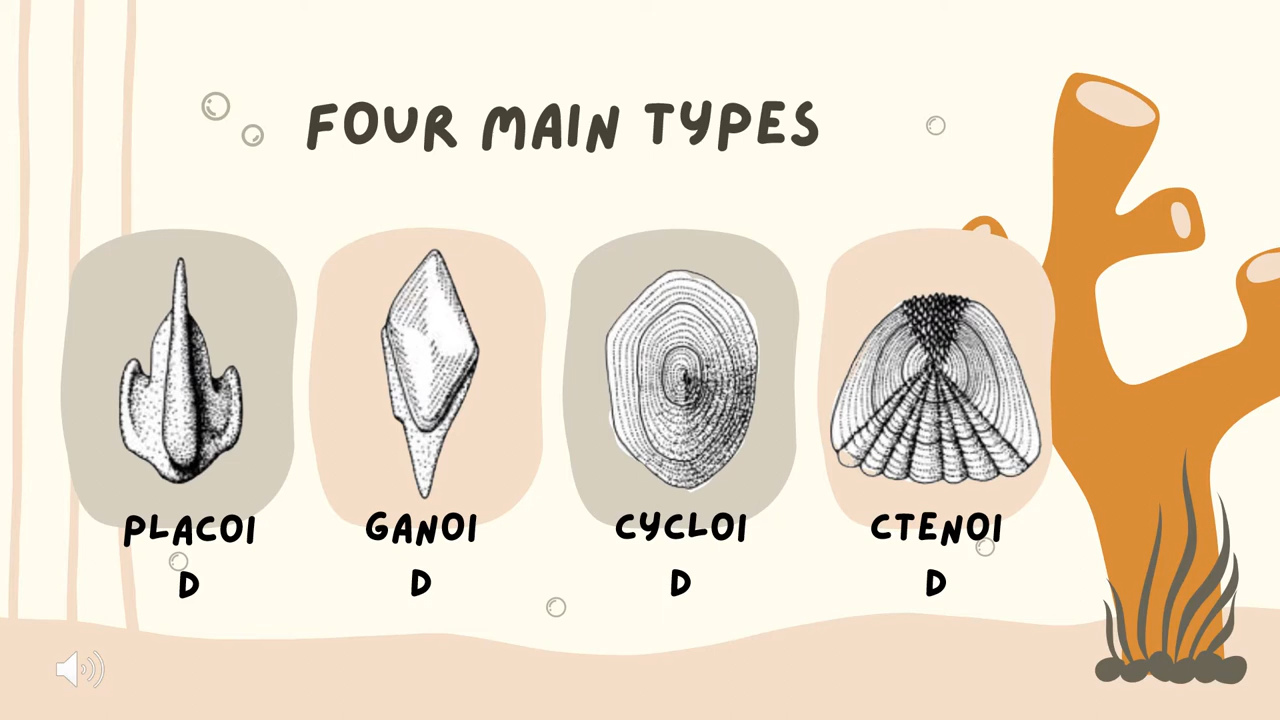 FOUR MAIN TYPES
PLACOI
D
GANOI
D
CYCLOI
D
CTENOI
D